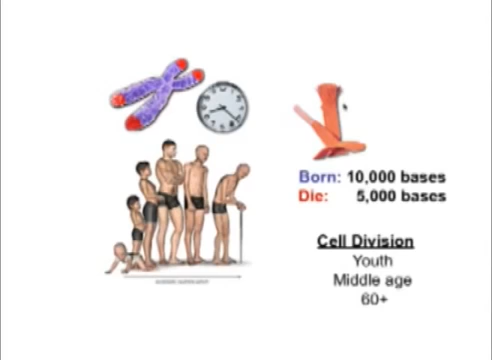 Born: 10,000 bases
Die: 5,000 bases
Cell Division
Youth
Middle age
60+